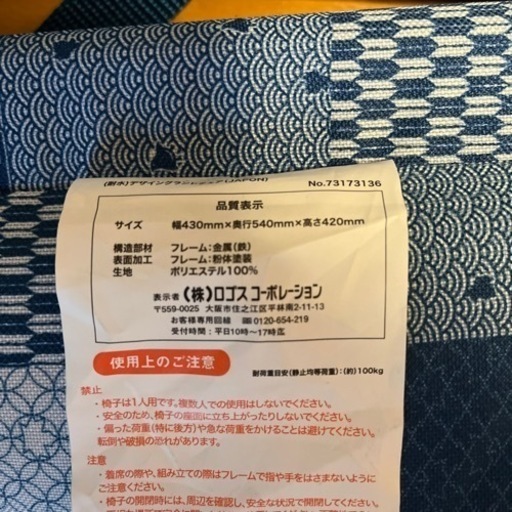 (耐水)デザイングランドチェア(JAPON)
No.73173136
品質表示
サイズ 幅430mm×奥行540mm×高さ420mm
構造部材 フレーム:金属(鉄)
表面加工 フレーム:粉体塗装
生地 ポリエステル100%
表示者 (株)ロゴス コーポレーション
〒559-0025 大阪市住之江区平林南2-11-13
お客様専用回線 0120-654-219
受付時間:平日10時〜17時迄
使用上のご注意
耐荷重目安(静止均等荷重):(約)100kg
禁止
・椅子は1人用です。複数人での使用はしないでください。
・安全のため、椅子の座面に立ち上がったりしないでください。
・偏った荷重(特に後方)や急な荷重をかけることは避けてください。
転倒や破損の恐れがあります。
注意
・着席の際や、組み立ての際はフレームで指や手をはさまないように
ご注意ください。
・椅子の開閉時には、周辺を確認し、安全な状況で開閉してください。